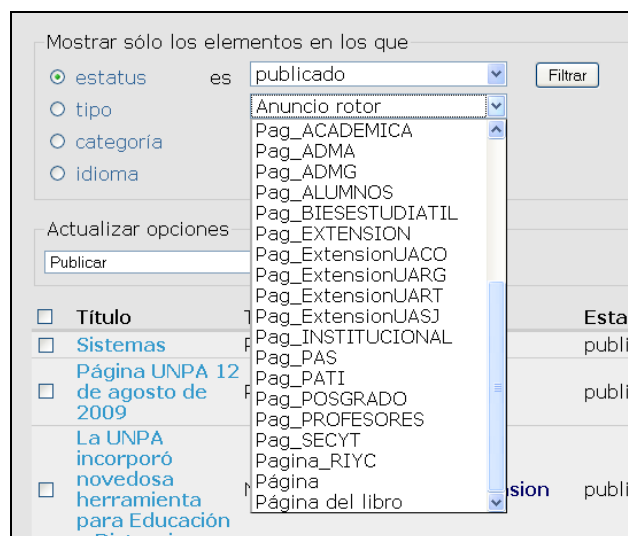 Mostrar sólo los elementos en los que
estatus es publicado Filtrar
tipo Anuncio rotor
categoría
idioma
Pag_ACADEMICA
Pag_ADMA
Pag_ADMG
Pag_ALUMNOS
Pag_BIESESTUDIATIL
Pag_EXTENSION
Pag_ExtensionUACO
Pag_ExtensionUARG
Pag_ExtensionUART
Pag_ExtensionUASJ
Pag_INSTITUCIONAL
Pag_PAS
Pag_PATI
Pag_POSGRADO
Pag_PROFESORES
Pag_SECYT
Pagina_RIYC
Página
Página del libro
Actualizar opciones
Publicar
Título T Esta
Sistemas publi
Página UNPA 12
de agosto de publi
2009
La UNPA
incorporó
novedosa
herramienta sion publi
para Educación